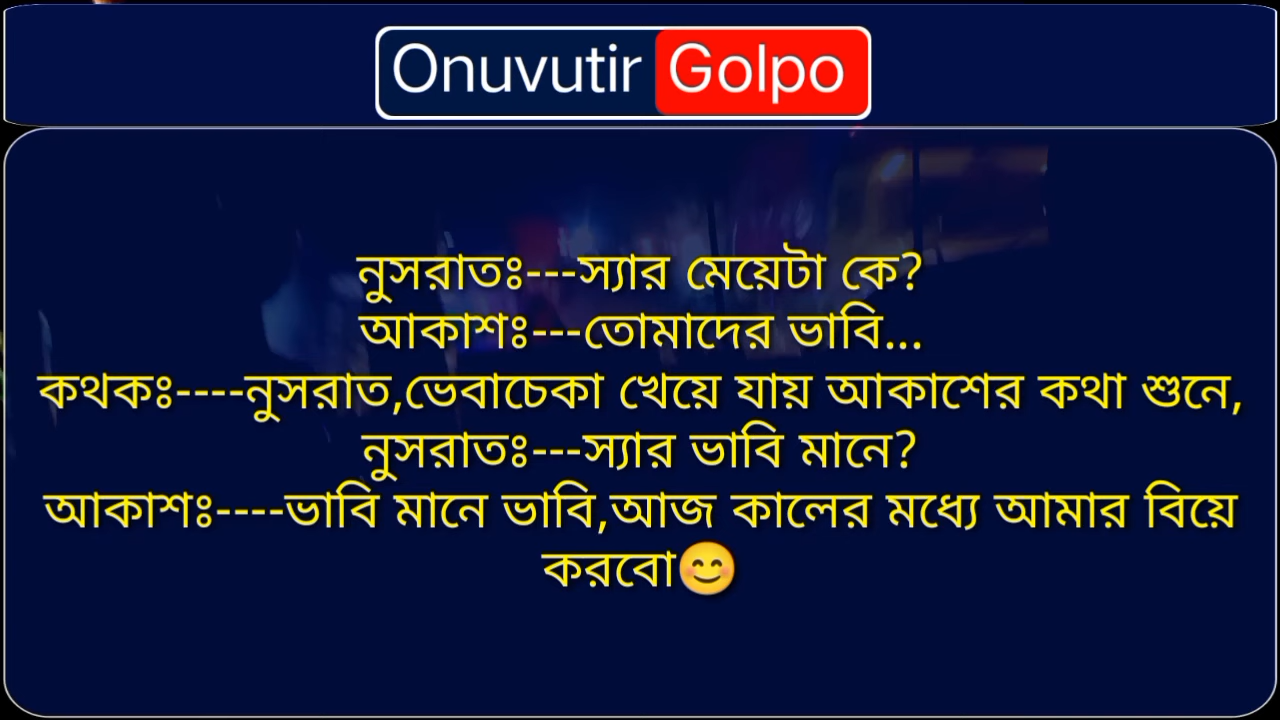 Onuvutir Golpo
নুসরাতঃ---স্যার মেয়েটা কে?
আকাশঃ---তোমাদের ভাবি...
কথকঃ----নুসরাত,ভেবাচেকা খেয়ে যায় আকাশের কথা শুনে,
নুসরাতঃ---স্যার ভাবি মানে?
আকাশঃ----ভাবি মানে ভাবি,আজ কালের মধ্যে আমার বিয়ে
করবো😊